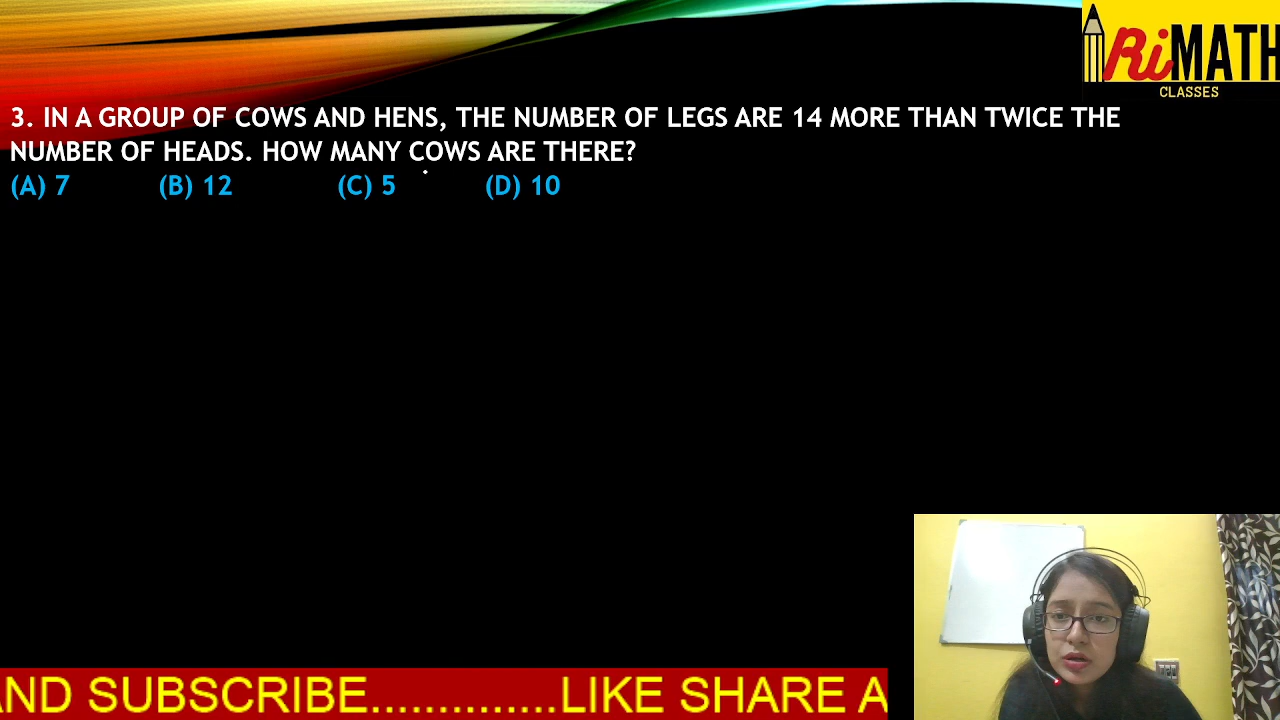 RiMATH
CLASSES
3. IN A GROUP OF COWS AND HENS, THE NUMBER OF LEGS ARE 14 MORE THAN TWICE THE
NUMBER OF HEADS. HOW MANY COWS ARE THERE?
(A) 7 (B) 12 (C) 5 (D) 10
ND SUBSCRIBE..............LIKE SHARE A